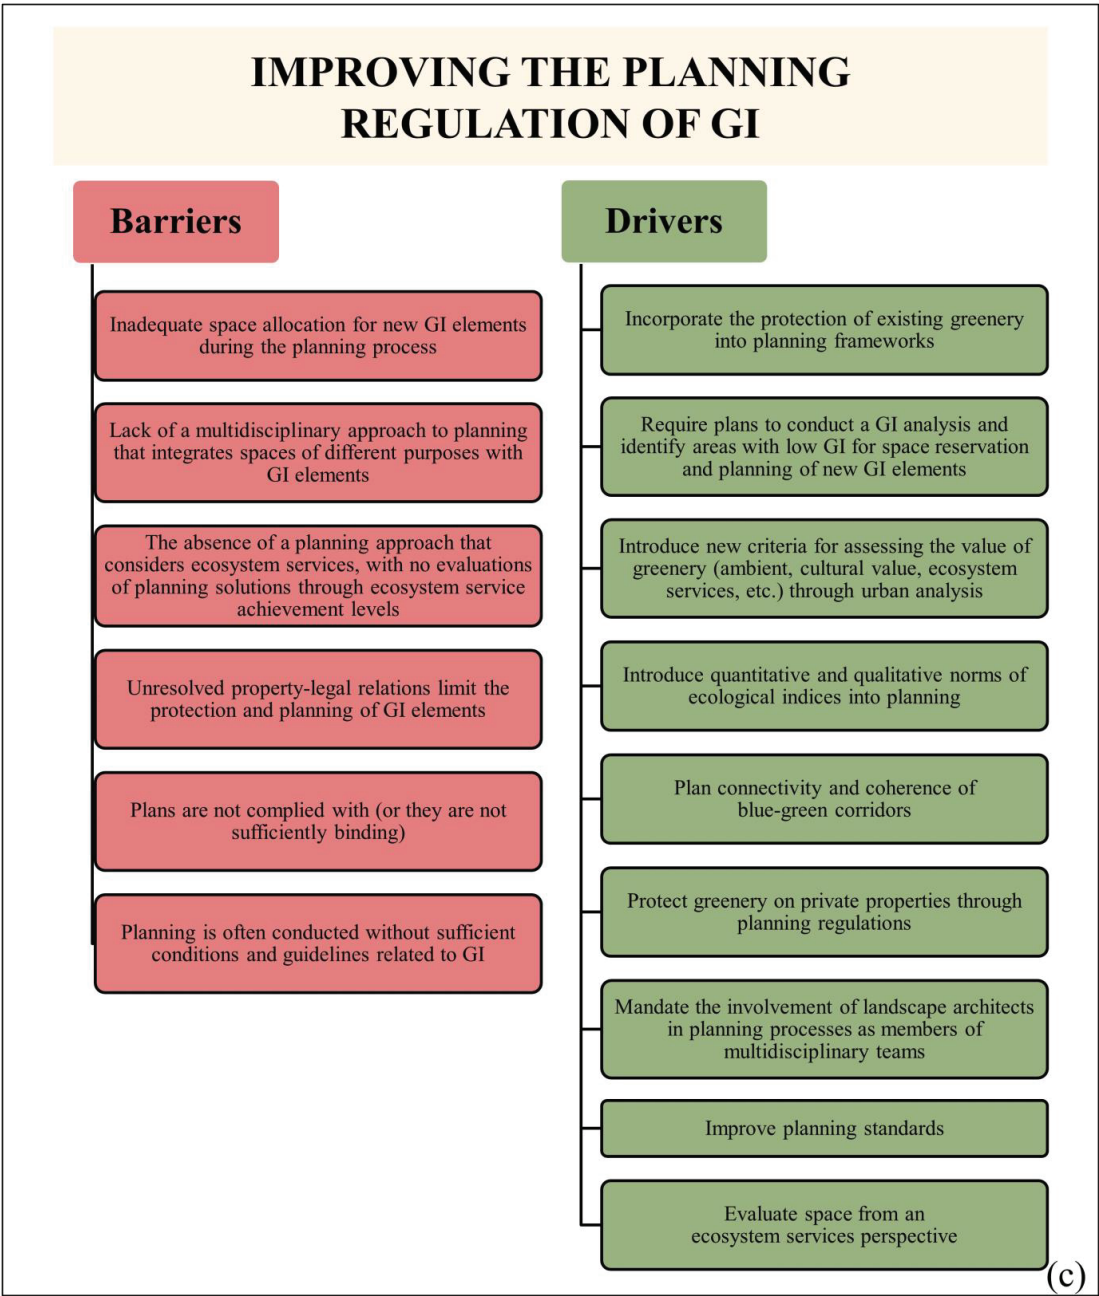 IMPROVING THE PLANNING
REGULATION OF GI
Barriers
Inadequate space allocation for new GI elements
during the planning process
Lack of a multidisciplinary approach to planning
that integrates spaces of different purposes with
GI elements
The absence of a planning approach that
considers ecosystem services, with no evaluations
of planning solutions through ecosystem service
achievement levels
Unresolved property-legal relations limit the
protection and planning of GI elements
Plans are not complied with (or they are not
sufficiently binding)
Planning is often conducted without sufficient
conditions and guidelines related to GI
Drivers
Incorporate the protection of existing greenery
into planning frameworks
Require plans to conduct a GI analysis and
identify areas with low GI for space reservation
and planning of new GI elements
Introduce new criteria for assessing the value of
greenery (ambient, cultural value, ecosystem
services, etc.) through urban analysis
Introduce quantitative and qualitative norms of
ecological indices into planning
Plan connectivity and coherence of
blue-green corridors
Protect greenery on private properties through
planning regulations
Mandate the involvement of landscape architects
in planning processes as members of
multidisciplinary teams
Improve planning standards
Evaluate space from an
ecosystem services perspective
(c)